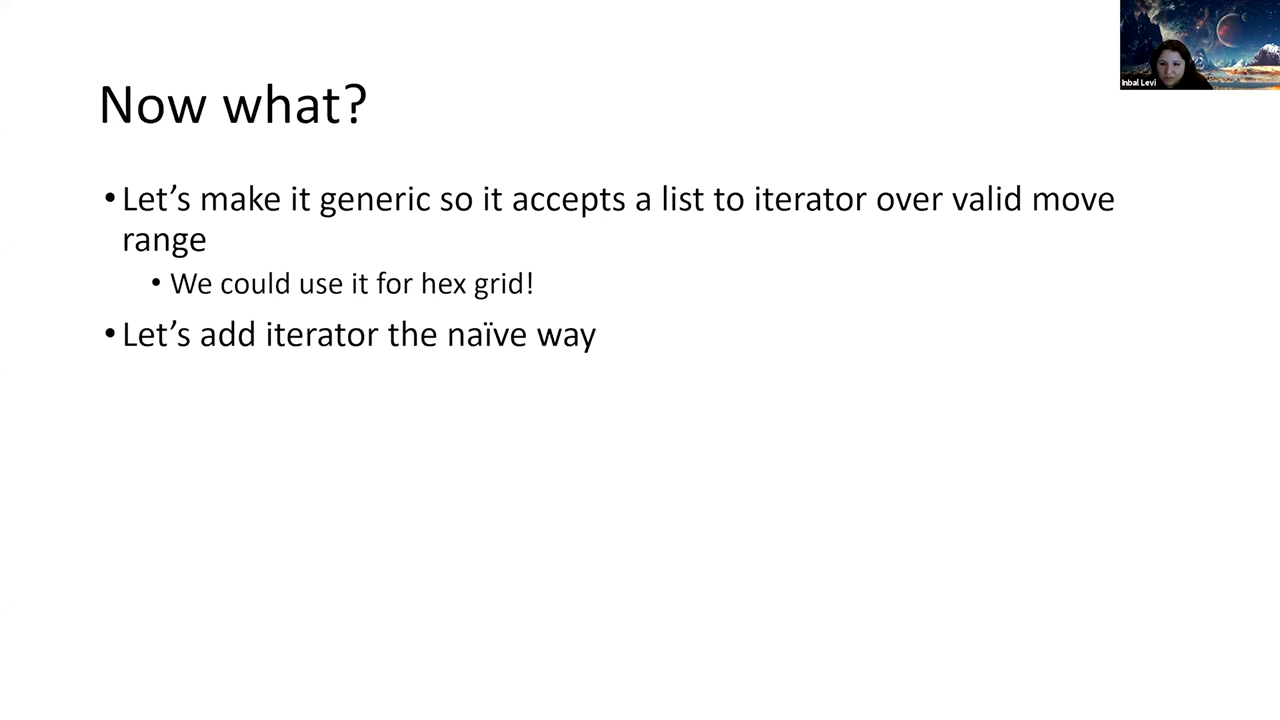 Inbal Levi
Now what?
•Let's make it generic so it accepts a list to iterator over valid move
range
• We could use it for hex grid!
•Let's add iterator the naïve way